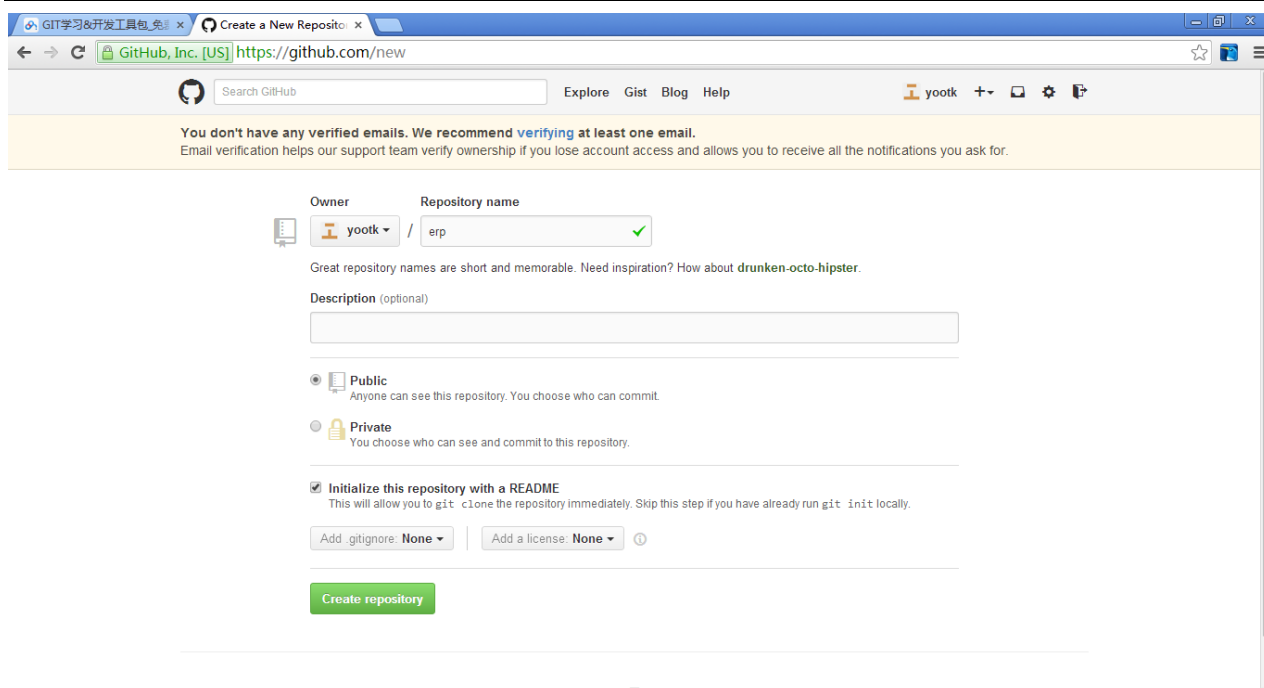 GIT学习&开发工具包_免
Create a New Reposito
GitHub, Inc. [US] https://github.com/new
Search GitHub
Explore Gist Blog Help
yootk
You don't have any verified emails. We recommend verifying at least one email.
Email verification helps our support team verify ownership if you lose account access and allows you to receive all the notifications you ask for.
Owner Repository name
yootk / erp
Great repository names are short and memorable. Need inspiration? How about drunken-octo-hipster.
Description (optional)
Public
Anyone can see this repository. You choose who can commit.
Private
You choose who can see and commit to this repository.
Initialize this repository with a README
This will allow you to git clone the repository immediately. Skip this step if you have already run git init locally.
Add .gitignore: None Add a license: None
Create repository